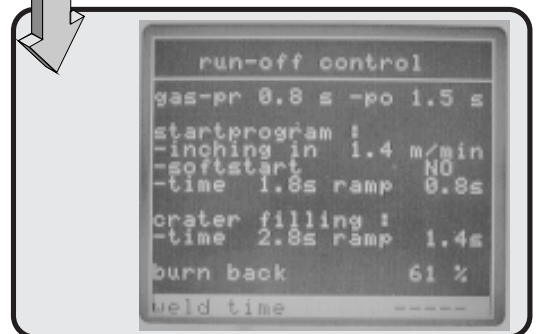 run-off control
gas-pr 0.8 s -po 1.5 s
startprogram :
-inching in 1.4 m/min
-softstart NO
-time 1.8s ramp 0.8s
crater filling :
-time 2.8s ramp 1.4s
burn back 61 %
weld time -----